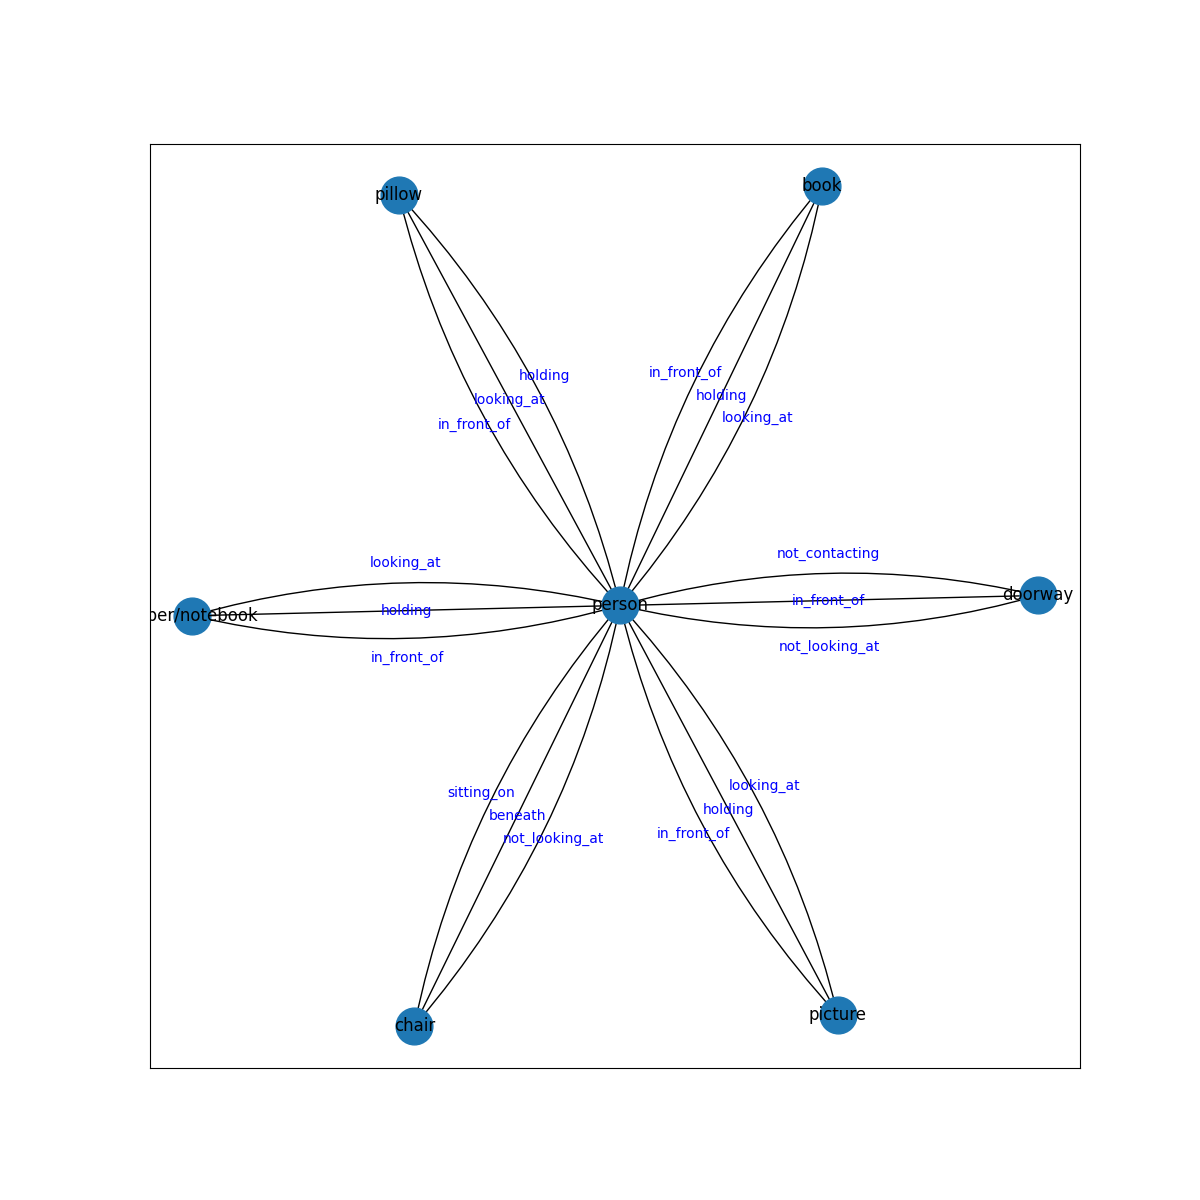 book
pillow
in_front_of
holding
holding
looking_at
looking_at
in_front_of
not_contacting
looking_at
doorway
in_front_of
person
holding
per/notebook
not_looking_at
in_front_of
looking_at
sitting_on
holding
beneath
in_front_of
not_looking_at
picture
chair